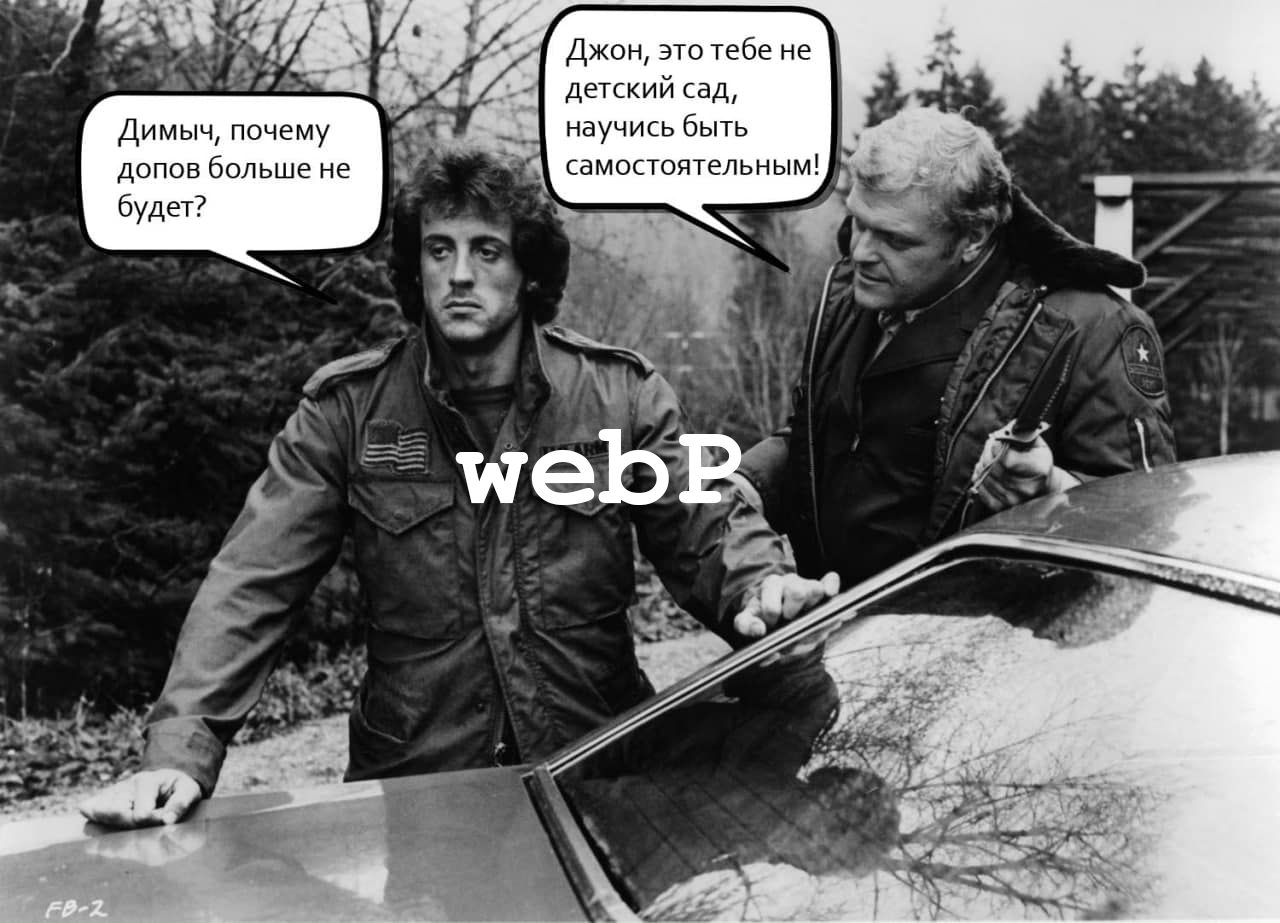 Димыч, почему
допов больше не
будет?
Джон, это тебе не
детский сад,
научись быть
самостоятельным!
webP
FB-2